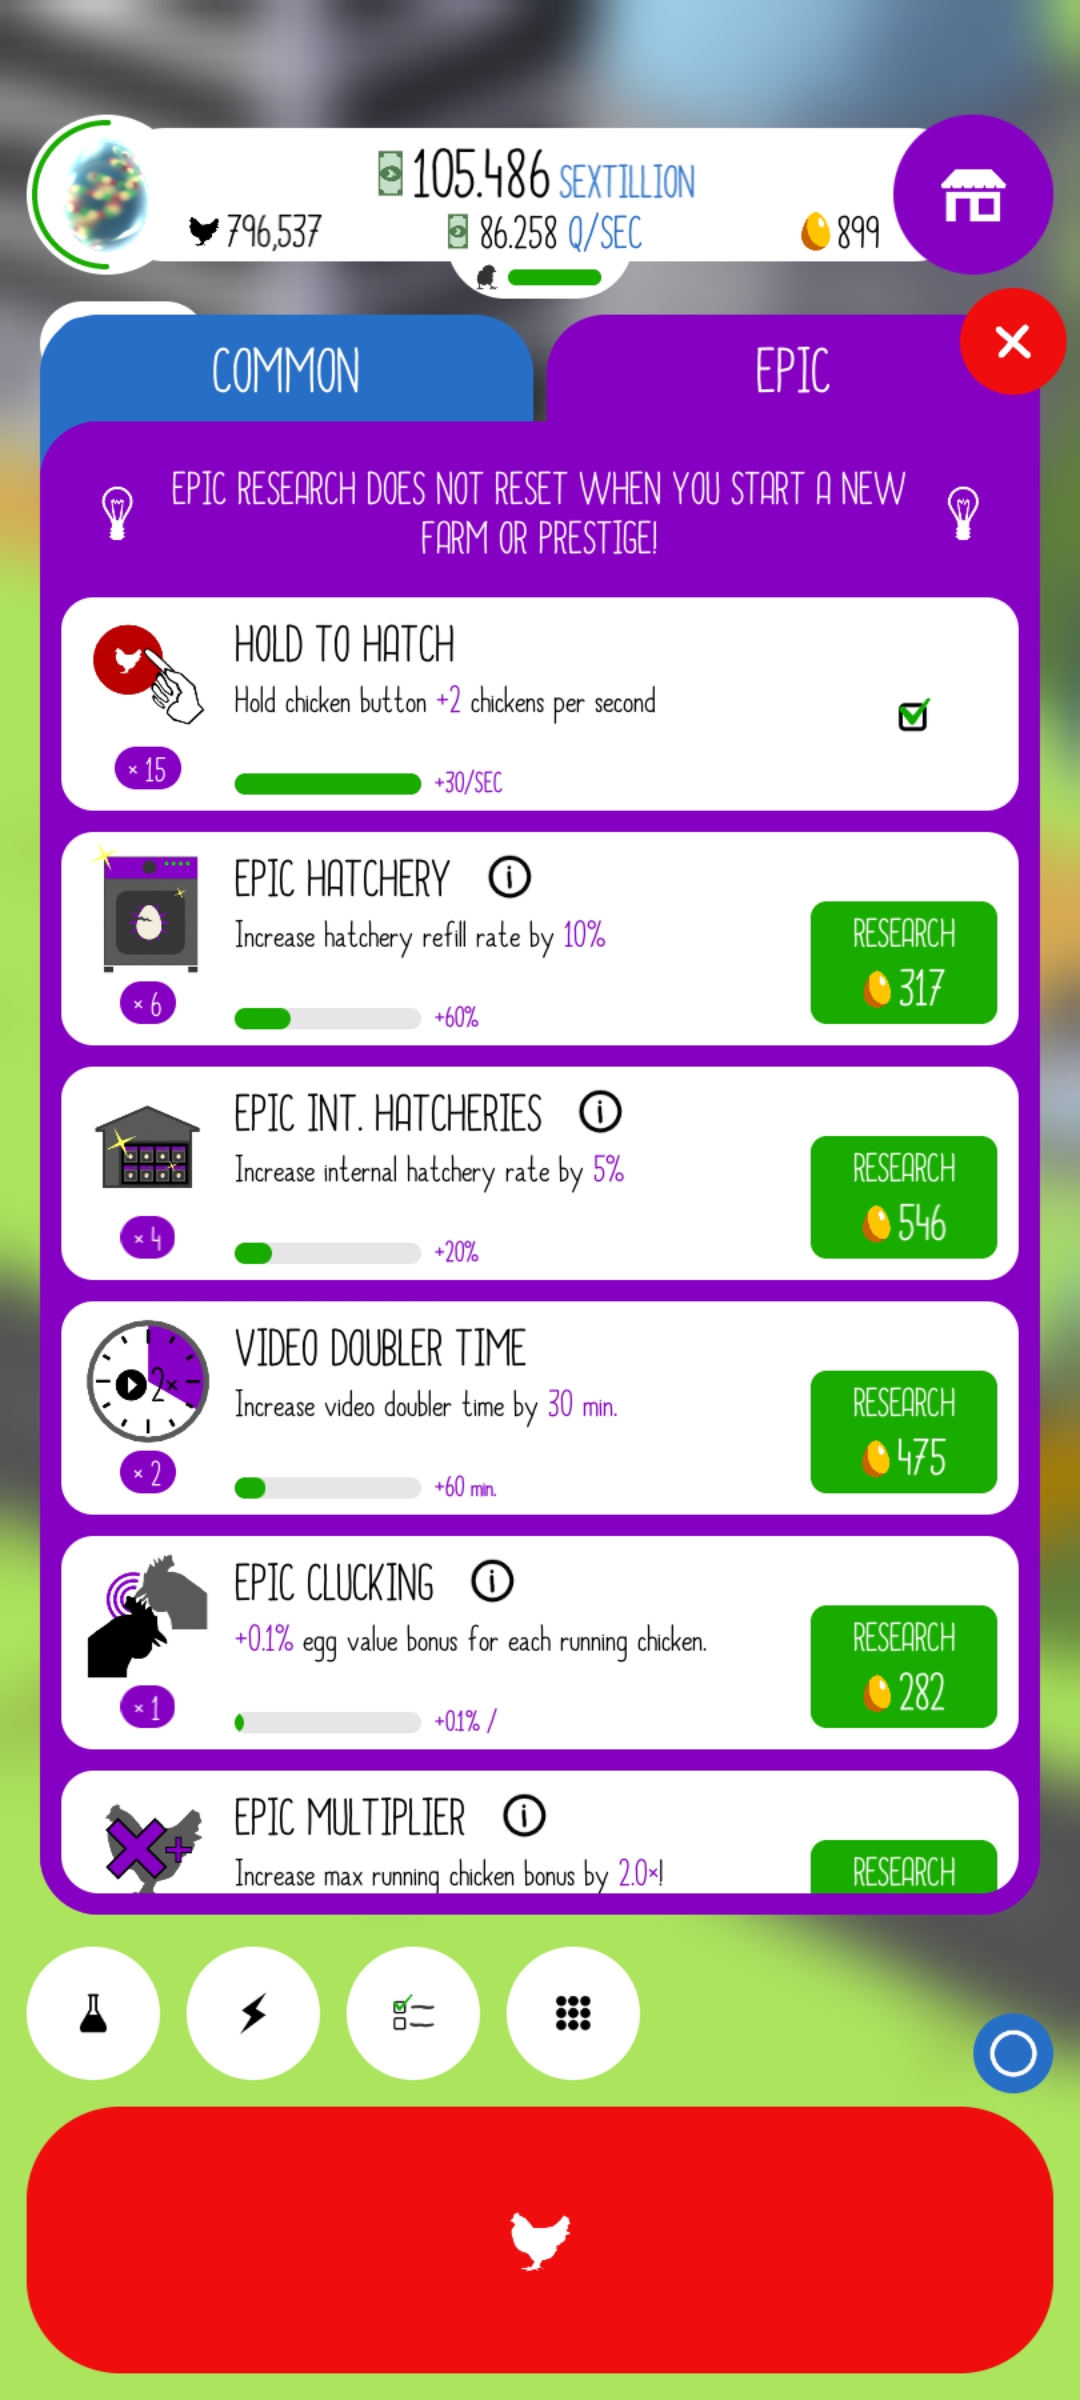 105.486 SEXTILLION
796,537 86.258 Q/SEC 899
COMMON EPIC
EPIC RESEARCH DOES NOT RESET WHEN YOU START A NEW
FARM OR PRESTIGE!
HOLD TO HATCH
Hold chicken button +2 chickens per second
× 15 +30/SEC
EPIC HATCHERY i
Increase hatchery refill rate by 10%
RESEARCH
317
× 6 +60%
EPIC INT. HATCHERIES i
Increase internal hatchery rate by 5%
RESEARCH
546
× 4 +20%
VIDEO DOUBLER TIME
2×
Increase video doubler time by 30 min.
RESEARCH
475
× 2 +60 min.
EPIC CLUCKING i
+0.1% egg value bonus for each running chicken.
RESEARCH
282
× 1 +0.1% /
EPIC MULTIPLIER i
Increase max running chicken bonus by 2.0×!
RESEARCH